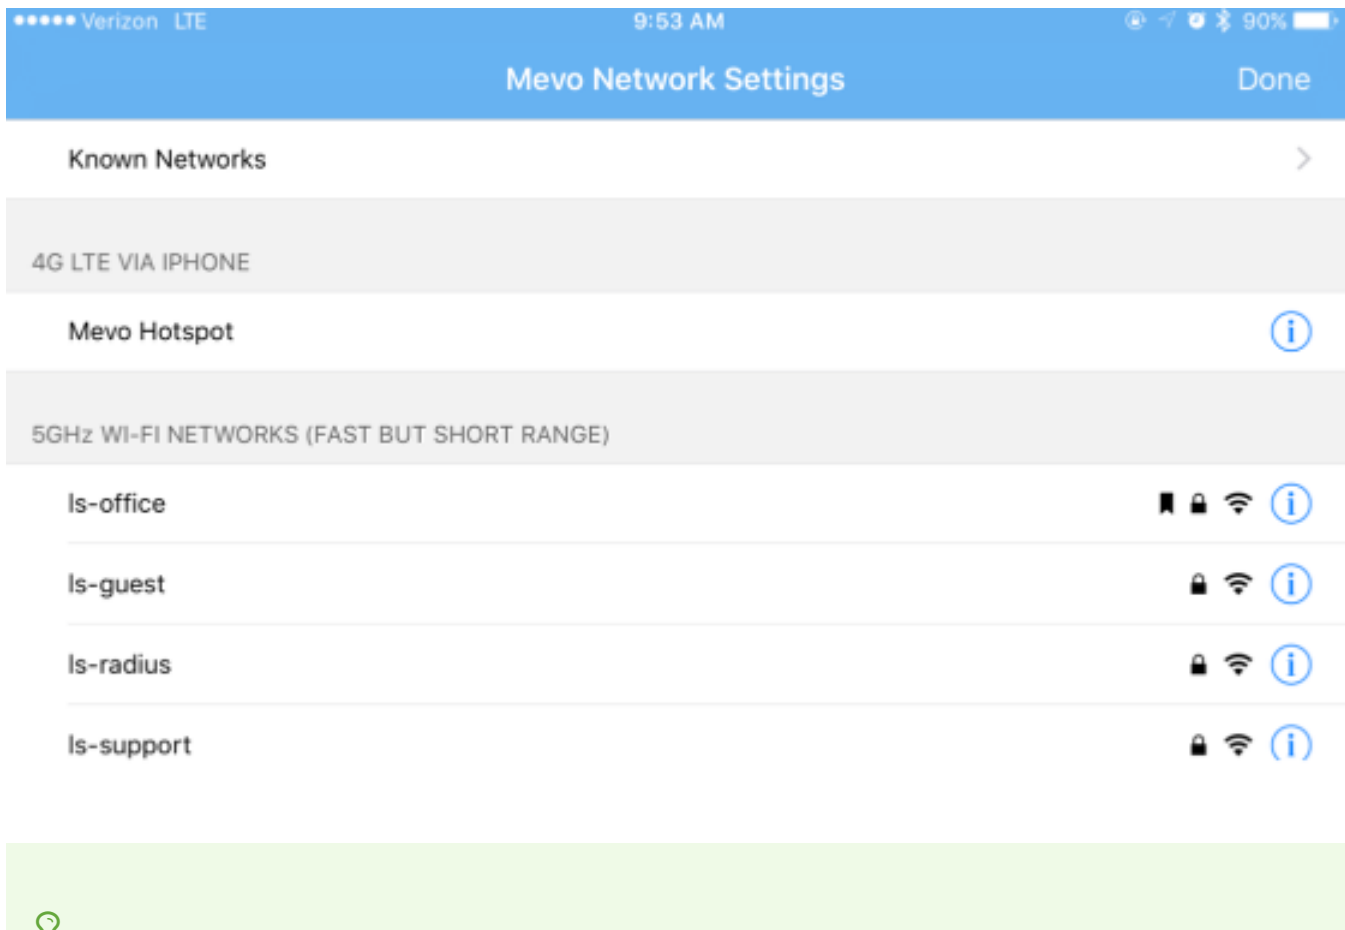 Verizon LTE 9:53 AM 90%
Mevo Network Settings Done
Known Networks
4G LTE VIA IPHONE
Mevo Hotspot
5GHz WI-FI NETWORKS (FAST BUT SHORT RANGE)
ls-office
ls-guest
ls-radius
ls-support